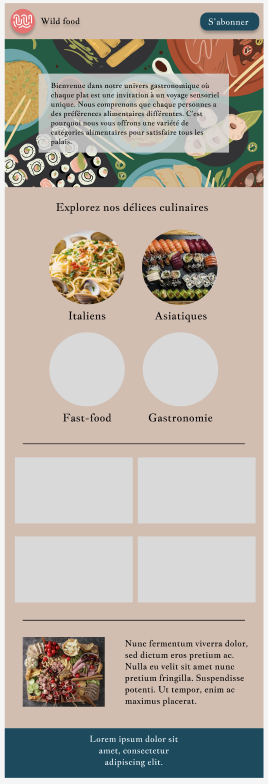 Wild food
S'abonner
Bienvenue dans notre univers gastronomique où
chaque plat est une invitation à un voyage sensoriel
unique. Nous comprenons que chaque personnes a
des préférences alimentaires différentes. C'est
pourquoi nous vous offrons une variété de
catégories alimentaires pour satisfaire tous les
palais.
Explorez nos délices culinaires
Italiens
Asiatiques
Fast-food
Gastronomie
Nunc fermentum viverra dolor,
sed dictum eros pretium ac.
Nulla eu velit sit amet nunc
pretium fringilla. Suspendisse
potenti. Ut tempor, enim ac
maximus placerat.
Lorem ipsum dolor sit
amet, consectetur
adipiscing elit.